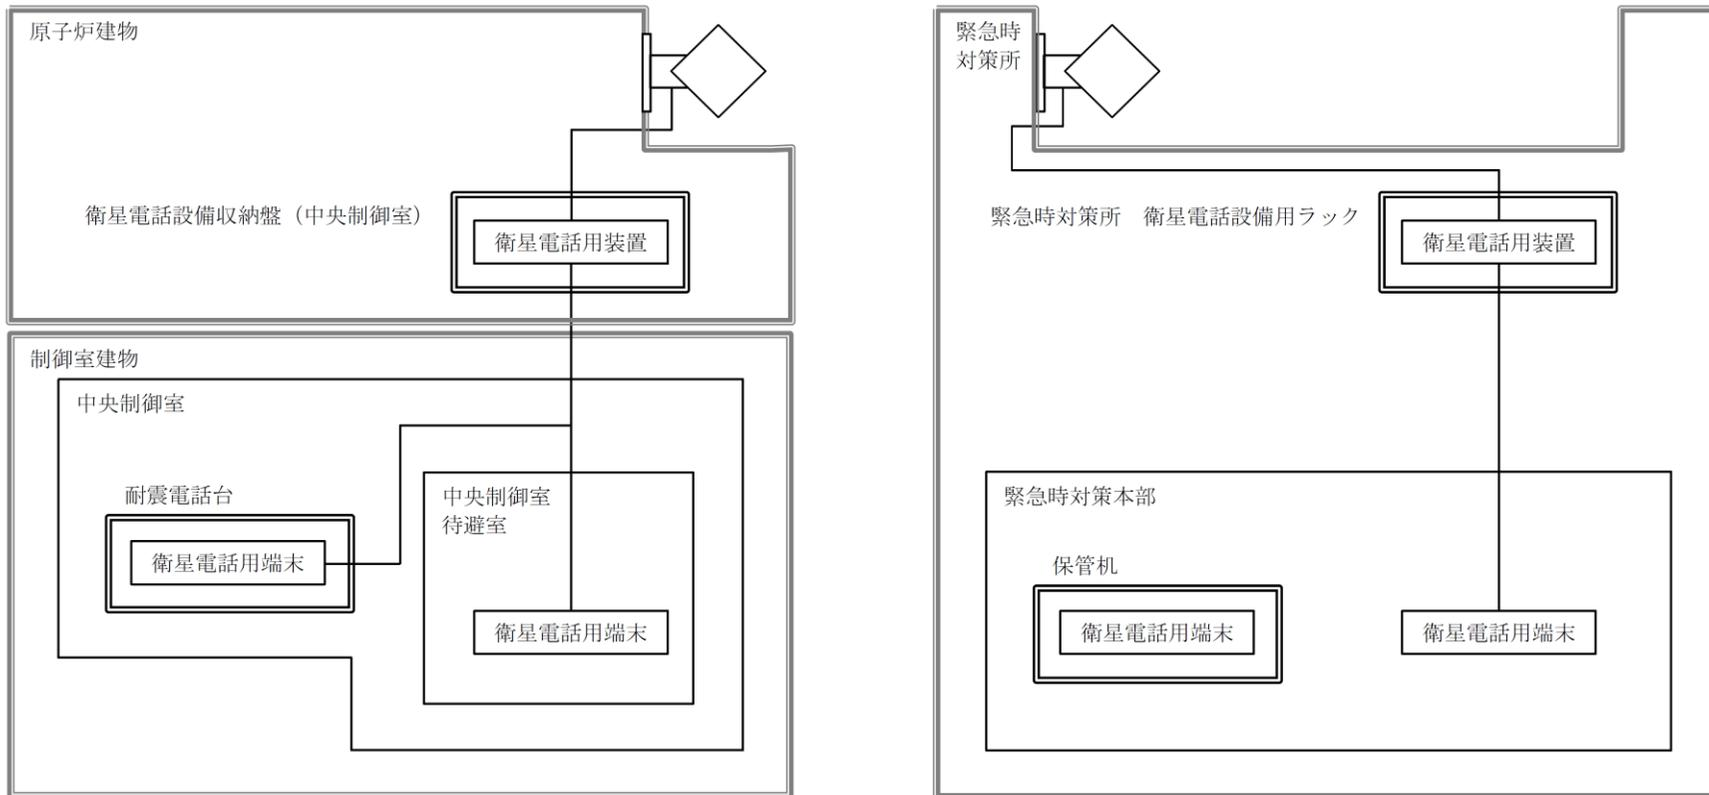 原子炉建物
衛星電話設備収納盤（中央制御室）
衛星電話用装置
制御室建物
中央制御室
耐震電話台
衛星電話用端末
中央制御室
待避室
衛星電話用端末
緊急時
対策所
緊急時対策所　衛星電話設備用ラック
衛星電話用装置
緊急時対策本部
保管机
衛星電話用端末
衛星電話用端末